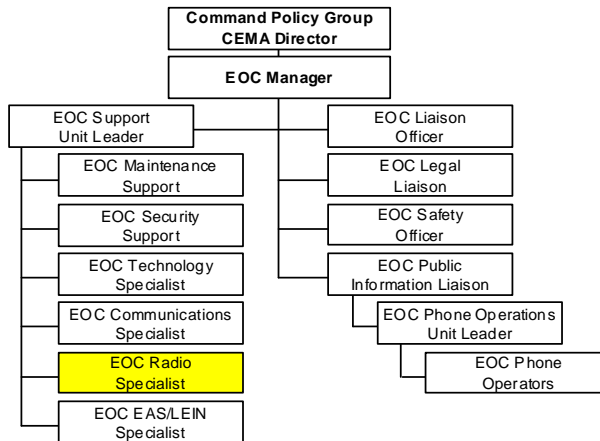 Command Policy Group
CEMA Director
EOC Manager
EOC Support
Unit Leader
EOC Maintenance
Support
EOC Security
Support
EOC Technology
Specialist
EOC Communications
Specialist
EOC Radio
Specialist
EOC EAS/LEIN
Specialist
EOC Liaison
Officer
EOC Legal
Liaison
EOC Safety
Officer
EOC Public
Information Liaison
EOC Phone Operations
Unit Leader
EOC Phone
Operators